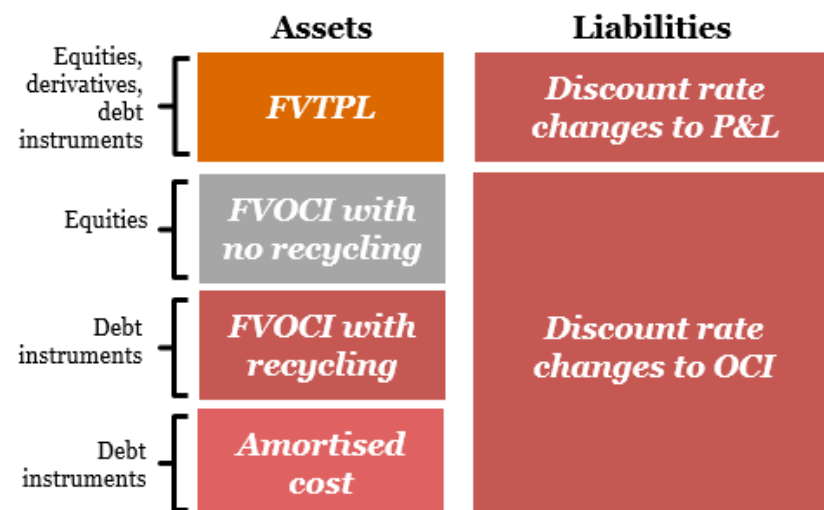 Assets
Liabilities
Equities,
derivatives,
debt
instruments
FVTPL
Discount rate
changes to P&L
Equities
FVOCI with
no recycling
Debt
instruments
FVOCI with
recycling
Discount rate
changes to OCI
Debt
instruments
Amortised
cost